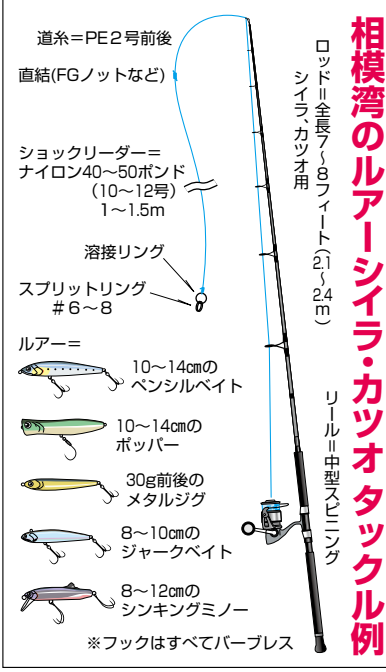 相模湾のルアーシイラ・カツオ タックル例
ロッド=全長7〜8フィート(2.1〜2.4m)
シイラ、カツオ用
リール=中型スピニング
道糸=PE2号前後
直結(FGノットなど)
ショックリーダー=
ナイロン40〜50ポンド
(10〜12号)
1〜1.5m
溶接リング
スプリットリング
#6〜8
ルアー=
10〜14㎝の
ペンシルベイト
10〜14㎝の
ポッパー
30g前後の
メタルジグ
8〜10㎝の
ジャークベイト
8〜12㎝の
シンキングミノー
※フックはすべてバーブレス